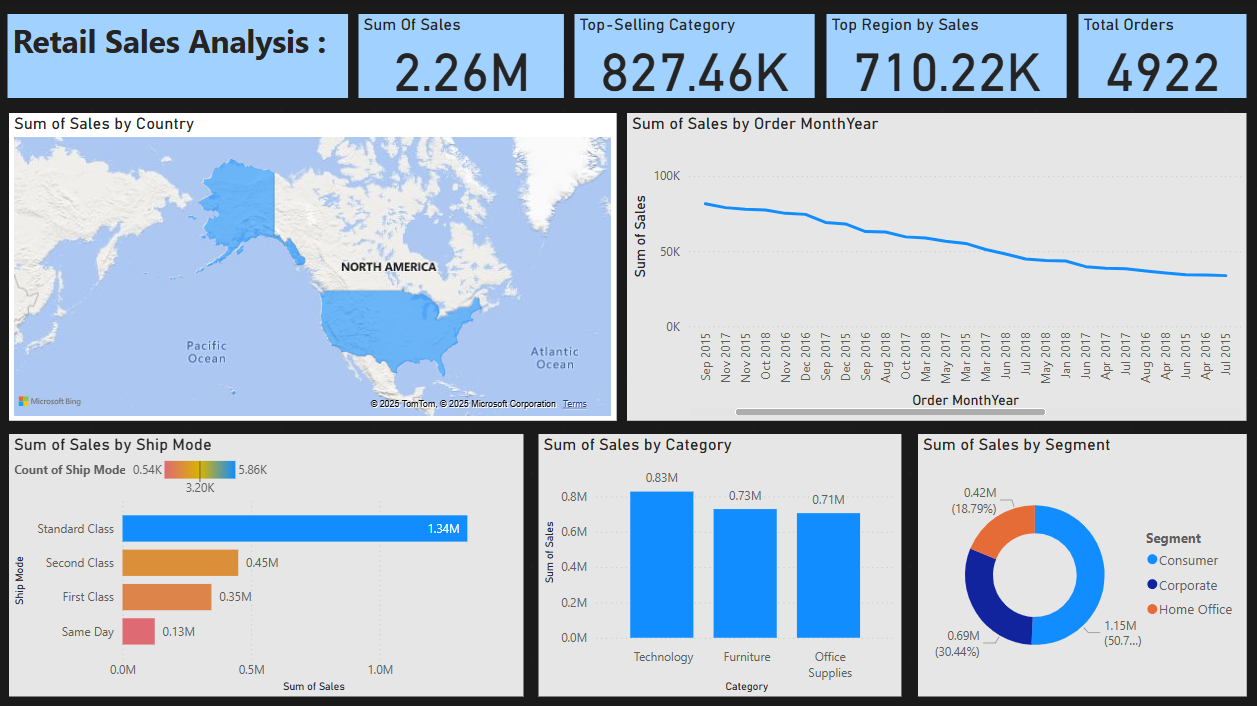 Retail Sales Analysis :
Sum Of Sales
2.26M
Top-Selling Category
827.46K
Top Region by Sales
710.22K
Total Orders
4922
Sum of Sales by Country
NORTH AMERICA
Pacific
Ocean
Atlantic
Ocean
Microsoft Bing
© 2025 TomTom, © 2025 Microsoft Corporation Terms
Sum of Sales by Order MonthYear
Sum of Sales
100K
50K
0K
Sep 2015
Nov 2017
Nov 2015
Oct 2018
Nov 2016
Dec 2016
Sep 2017
Dec 2015
Sep 2016
Aug 2018
Oct 2017
Mar 2018
May 2017
Mar 2015
Mar 2017
Jun 2018
Jul 2018
May 2018
Jan 2018
Jun 2017
Apr 2017
Jul 2017
Aug 2016
Apr 2018
Jun 2015
Apr 2016
Jul 2015
Order MonthYear
Sum of Sales by Ship Mode
Count of Ship Mode 0.54K 5.86K
3.20K
Ship Mode
Standard Class 1.34M
Second Class 0.45M
First Class 0.35M
Same Day 0.13M
0.0M 0.5M 1.0M
Sum of Sales
Sum of Sales by Category
Sum of Sales
0.8M
0.6M
0.4M
0.2M
0.0M
0.83M
0.73M
0.71M
Technology
Furniture
Office
Supplies
Category
Sum of Sales by Segment
0.42M
(18.79%)
0.69M
(30.44%)
1.15M
(50.7...)
Segment
Consumer
Corporate
Home Office